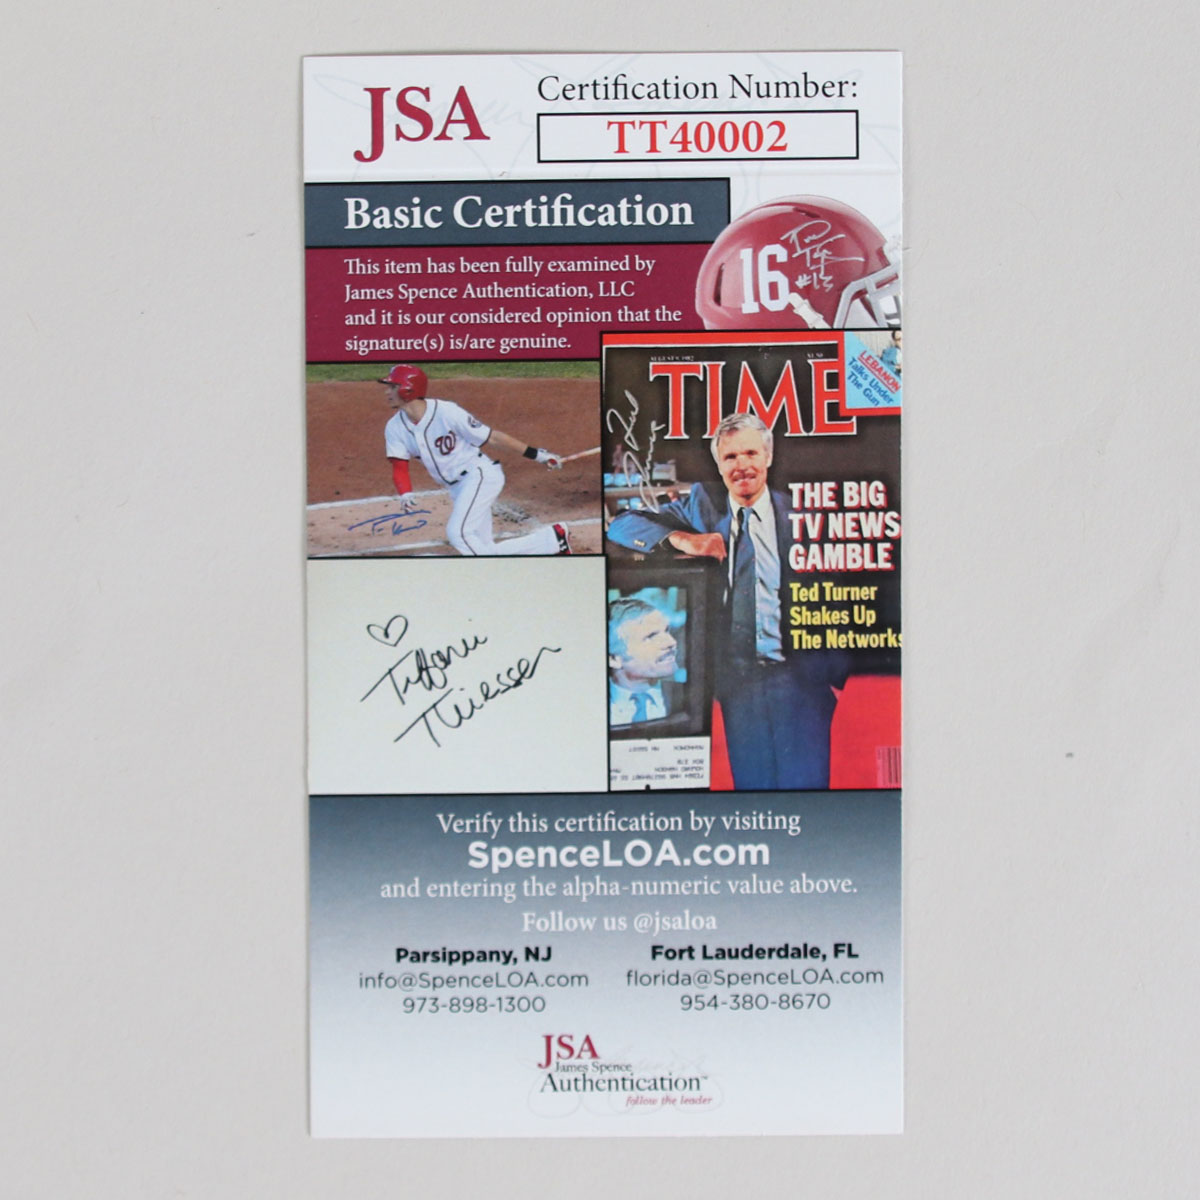 JSA
Certification Number:
TT40002
Basic Certification
This item has been fully examined by
James Spence Authentication, LLC
and it is our considered opinion that the
signature(s) is/are genuine.
16
#13
TIME
LEBANON
Talks Under
The Gun
W
THE BIG
TV NEWS
GAMBLE
Ted Turner
Shakes Up
The Networks
Tiffani
Thiessen
Verify this certification by visiting
SpenceLOA.com
and entering the alpha-numeric value above.
Follow us @jsaloa
Parsippany, NJ
info@SpenceLOA.com
973-898-1300
Fort Lauderdale, FL
florida@SpenceLOA.com
954-380-8670
JSA
James Spence
Authentication™
follow the leader